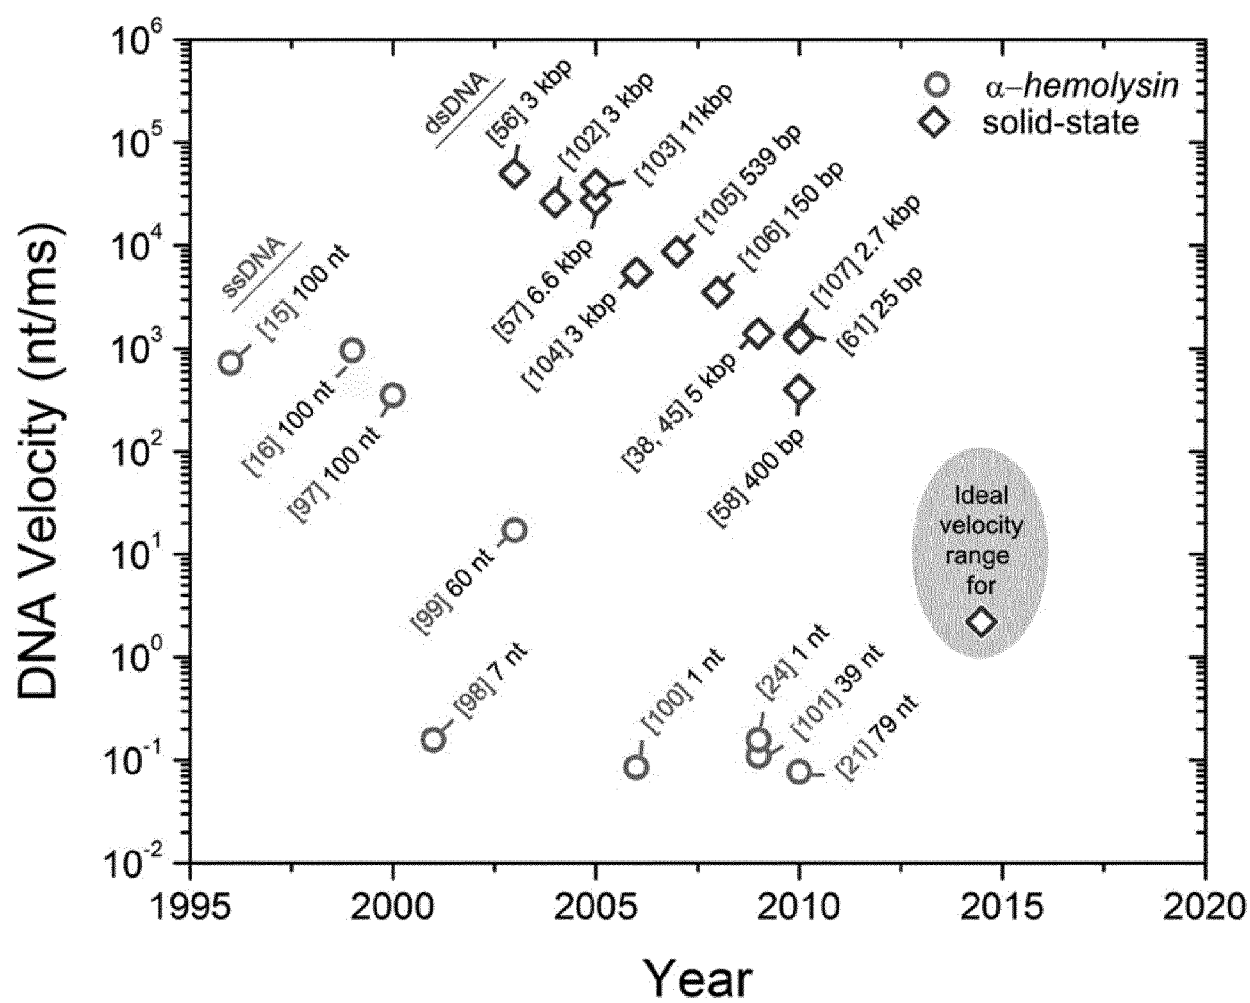 10^6
10^5
10^4
10^3
10^2
10^1
10^0
10^-1
10^-2
DNA Velocity (nt/ms)
α-hemolysin
solid-state
dsDNA
[56] 3 kbp
[102] 3 kbp
[103] 11kbp
[57] 6.6 kbp
[104] 3 kbp
[105] 539 bp
[106] 150 bp
[107] 2.7 kbp
[61] 25 bp
[38, 45] 5 kbp
[58] 400 bp
ssDNA
[15] 100 nt
[16] 100 nt
[97] 100 nt
[99] 60 nt
[98] 7 nt
[100] 1 nt
[24] 1 nt
[101] 39 nt
[21] 79 nt
Ideal
velocity
range
for
1995 2000 2005 2010 2015 2020
Year